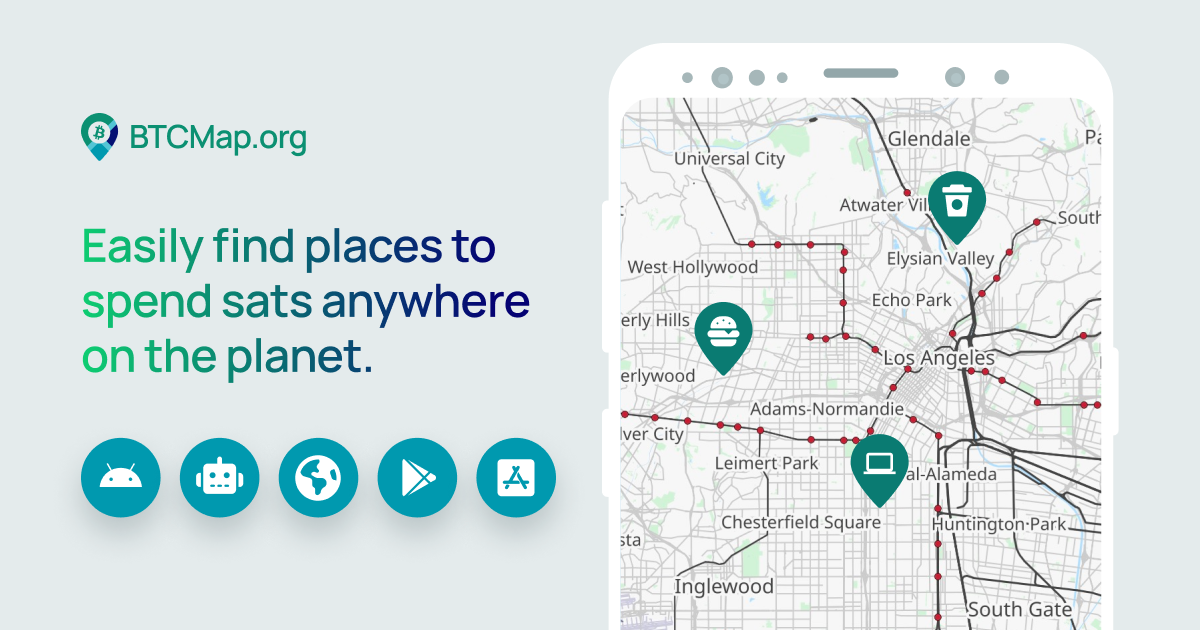 BTCMap.org
Easily find places to
spend sats anywhere
on the planet.
Glendale
Universal City
Atwater Vil
South
Elysian Valley
West Hollywood
Echo Park
erly Hills
Los Angeles
erlywood
Adams-Normandie
lver City
Leimert Park
al-Alameda
Chesterfield Square
Huntington Park
sta
Inglewood
South Gate